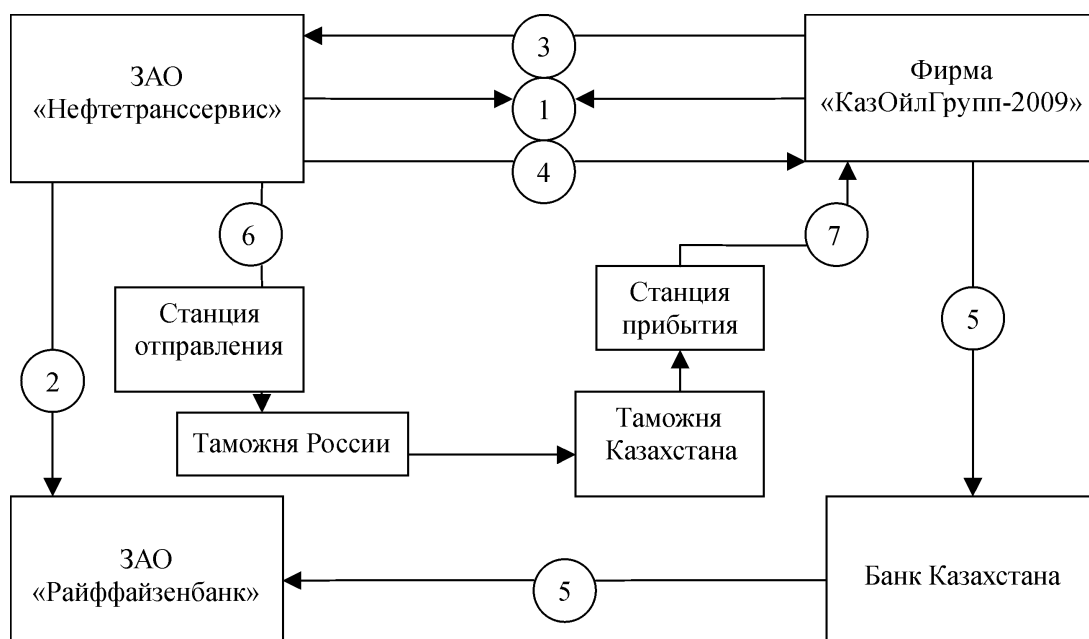 3
ЗАО
«Нефтетранссервис»
Фирма
«КазОйлГрупп-2009»
1
4
6
7
Станция
отправления
Станция
прибытия
5
2
Таможня России
Таможня
Казахстана
ЗАО
«Райффайзенбанк»
5
Банк Казахстана